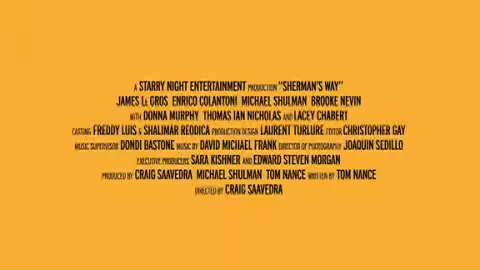 A STARRY NIGHT ENTERTAINMENT PRODUCTION "SHERMAN'S WAY"
JAMES LE GROS ENRICO COLANTONI MICHAEL SHULMAN BROOKE NEVIN
WITH DONNA MURPHY THOMAS IAN NICHOLAS AND LACEY CHABERT
CASTING FREDDY LUIS & SHALIMAR REODICA PRODUCTION DESIGN LAURENT TURLURE EDITOR CHRISTOPHER GAY
MUSIC SUPERVISOR DONDI BASTONE MUSIC BY DAVID MICHAEL FRANK DIRECTOR OF PHOTOGRAPHY JOAQUIN SEDILLO
EXECUTIVE PRODUCERS SARA KISHNER AND EDWARD STEVEN MORGAN
PRODUCED BY CRAIG SAAVEDRA MICHAEL SHULMAN TOM NANCE WRITTEN BY TOM NANCE
DIRECTED BY CRAIG SAAVEDRA